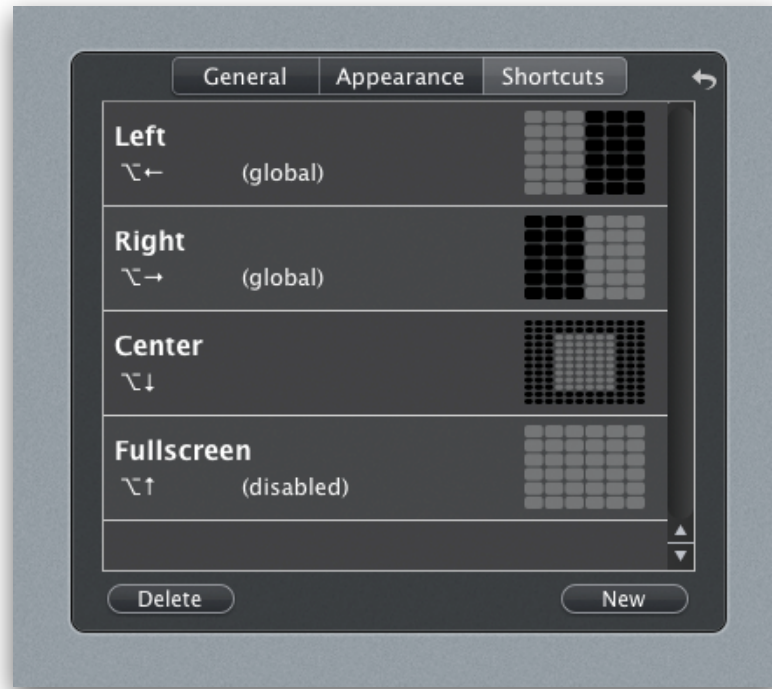 General Appearance Shortcuts
Left
⌥← (global)
Right
⌥→ (global)
Center
⌥↓
Fullscreen
⌥↑ (disabled)
Delete New